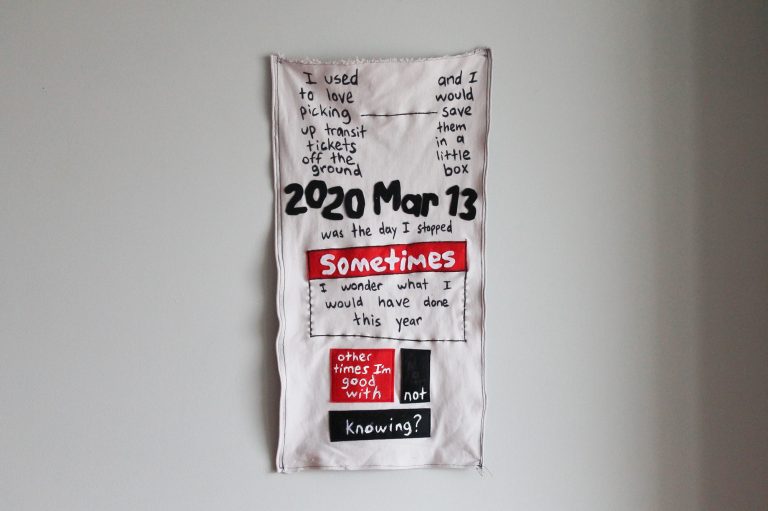 I used
to love
picking
up transit
tickets
off the
ground
and I
would
save
them
in a
little
box
2020 Mar 13
was the day I stopped
Sometimes
I wonder what I
would have done
this year
other
times I'm
good
with
not
knowing?